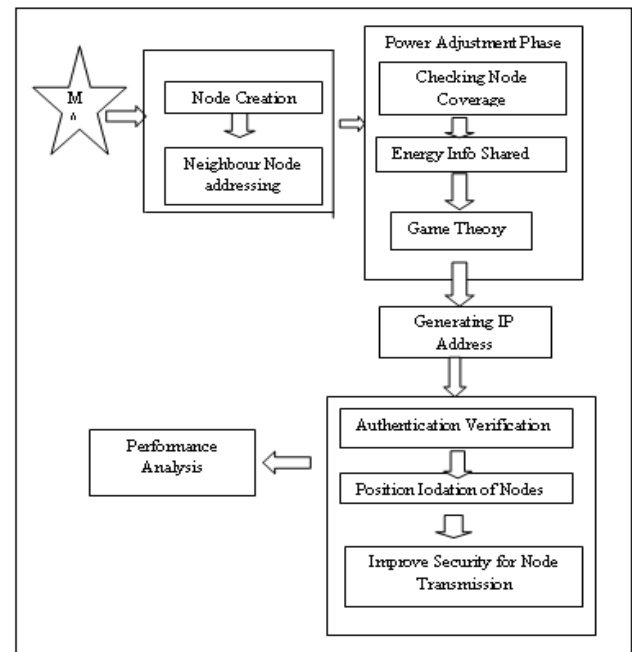 M
Node Creation
Neighbour Node
addressing
Power Adjustment Phase
Checking Node
Coverage
Energy Info Shared
Game Theory
Generating IP
Address
Authentication Verification
Position Iodation of Nodes
Improve Security for Node
Transmission
Performance
Analysis